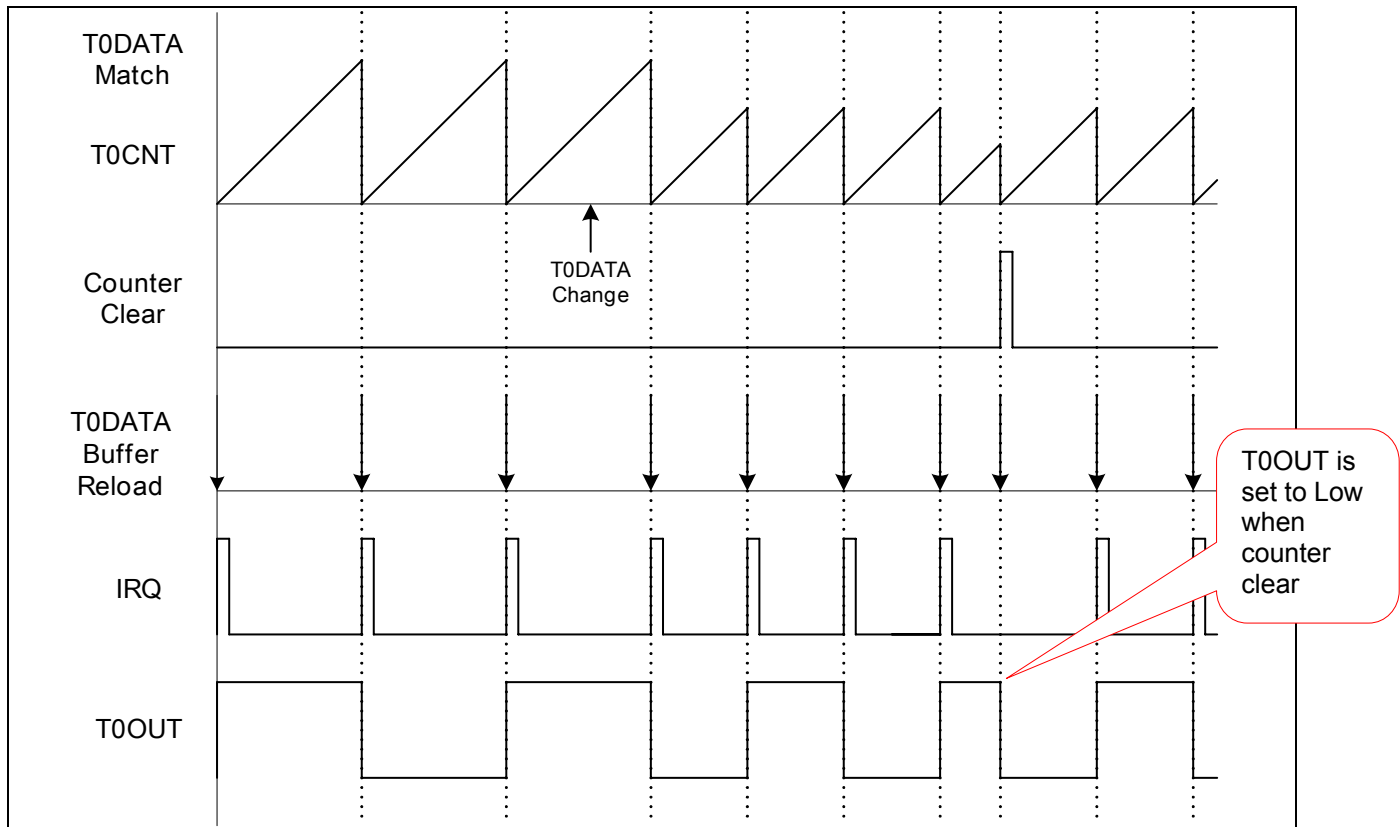 T0DATA
Match
T0CNT
T0DATA
Change
Counter
Clear
T0DATA
Buffer
Reload
T0OUT is
set to Low
when
counter
clear
IRQ
T0OUT